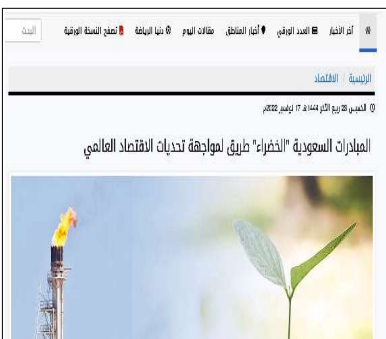 آخر الأخبار العدد الورقي أخبار المناطق مقالات اليوم دنيا الرياضة تصفح النسخة الورقية البحث
الرئيسية / الاقتصاد
الخميس 23 ربيع الآخر 1444هـ 17 نوفمبر 2022م
المبادرات السعودية "الخضراء" طريق لمواجهة تحديات الاقتصاد العالمي